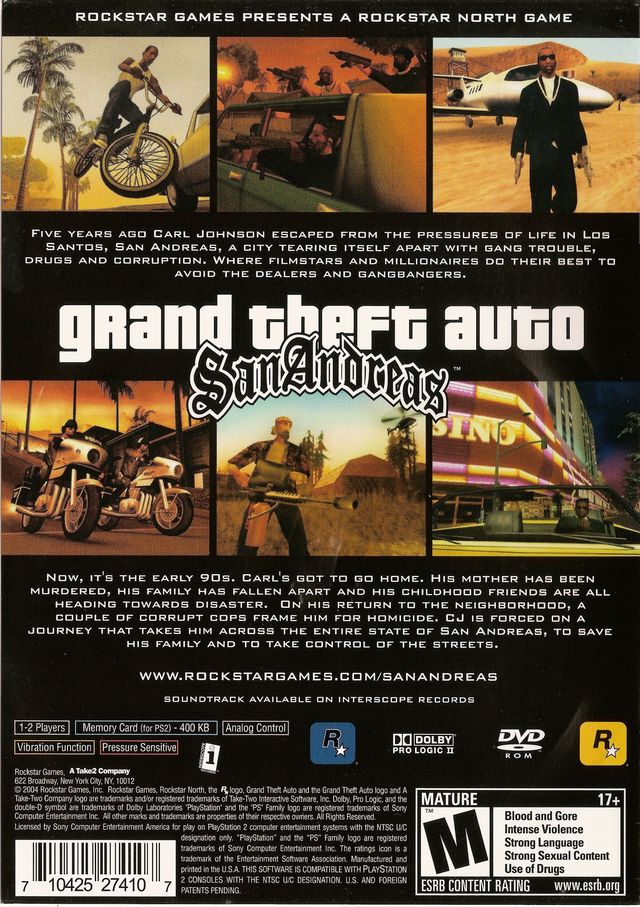 ROCKSTAR GAMES PRESENTS A ROCKSTAR NORTH GAME
FIVE YEARS AGO CARL JOHNSON ESCAPED FROM THE PRESSURES OF LIFE IN LOS
SANTOS, SAN ANDREAS, A CITY TEARING ITSELF APART WITH GANG TROUBLE,
DRUGS AND CORRUPTION. WHERE FILMSTARS AND MILLIONAIRES DO THEIR BEST TO
AVOID THE DEALERS AND GANGBANGERS.
grand theft auto
San Andreas™
SINO
NOW, IT'S THE EARLY 90S. CARL'S GOT TO GO HOME. HIS MOTHER HAS BEEN
MURDERED, HIS FAMILY HAS FALLEN APART AND HIS CHILDHOOD FRIENDS ARE ALL
HEADING TOWARDS DISASTER. ON HIS RETURN TO THE NEIGHBORHOOD, A
COUPLE OF CORRUPT COPS FRAME HIM FOR HOMICIDE. CJ IS FORCED ON A
JOURNEY THAT TAKES HIM ACROSS THE ENTIRE STATE OF SAN ANDREAS, TO SAVE
HIS FAMILY AND TO TAKE CONTROL OF THE STREETS.
WWW.ROCKSTARGAMES.COM/SANANDREAS
SOUNDTRACK AVAILABLE ON INTERSCOPE RECORDS
1-2 Players Memory Card (for PS2) - 400 KB Analog Control
Vibration Function Pressure Sensitive
1
R
DOLBY
PRO LOGIC II
DVD
ROM
R
Rockstar Games, A Take2 Company
622 Broadway, New York City, NY, 10012
© 2004 Rockstar Games, Inc. Rockstar Games, Rockstar North, the R logo, Grand Theft Auto and the Grand Theft Auto logo and A
Take-Two Company logo are trademarks and/or registered trademarks of Take-Two Interactive Software, Inc. Dolby, Pro Logic, and the
double-D symbol are trademarks of Dolby Laboratories "PlayStation" and the "PS" Family logo are registered trademarks of Sony
Computer Entertainment Inc. All other marks and trademarks are properties of their respective owners. All Rights Reserved.
Licensed by Sony Computer Entertainment America for play on PlayStation 2 computer entertainment systems with the NTSC U/C
designation only. "PlayStation" and the "PS" Family logo are registered
trademarks of Sony Computer Entertainment Inc. The ratings icon is a
trademark of the Entertainment Software Association. Manufactured and
printed in the U.S.A. THIS SOFTWARE IS COMPATIBLE WITH PLAYSTATION
2 CONSOLES WITH THE NTSC U/C DESIGNATION. U.S. AND FOREIGN
PATENTS PENDING.
7 10425 27410 7
MATURE 17+
M™
Blood and Gore
Intense Violence
Strong Language
Strong Sexual Content
Use of Drugs
ESRB CONTENT RATING www.esrb.org